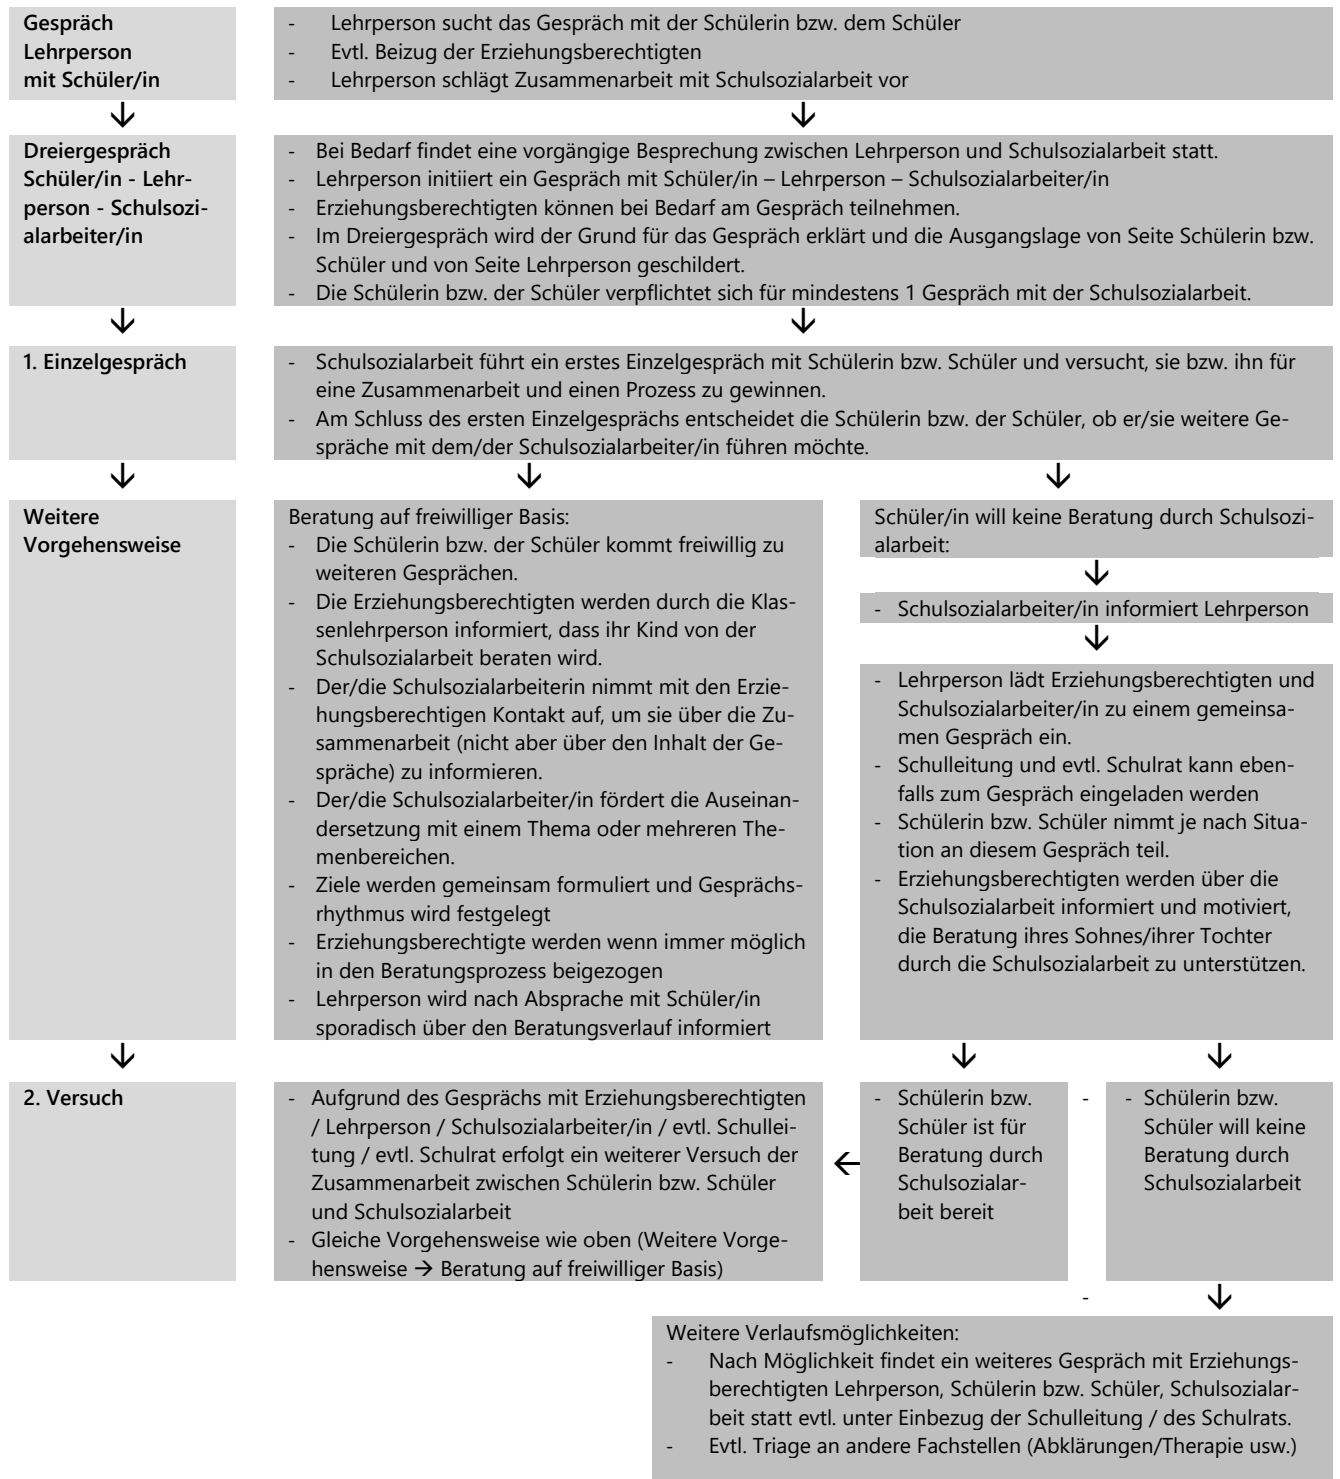 Gespräch
Lehrperson
mit Schüler/in
- Lehrperson sucht das Gespräch mit der Schülerin bzw. dem Schüler
- Evtl. Beizug der Erziehungsberechtigten
- Lehrperson schlägt Zusammenarbeit mit Schulsozialarbeit vor
↓ ↓
Dreiergespräch
Schüler/in - Lehr-
person - Schulsozi-
alarbeiter/in
- Bei Bedarf findet eine vorgängige Besprechung zwischen Lehrperson und Schulsozialarbeit statt.
- Lehrperson initiiert ein Gespräch mit Schüler/in – Lehrperson – Schulsozialarbeiter/in
- Erziehungsberechtigten können bei Bedarf am Gespräch teilnehmen.
- Im Dreiergespräch wird der Grund für das Gespräch erklärt und die Ausgangslage von Seite Schülerin bzw.
Schüler und von Seite Lehrperson geschildert.
- Die Schülerin bzw. der Schüler verpflichtet sich für mindestens 1 Gespräch mit der Schulsozialarbeit.
↓ ↓
1. Einzelgespräch
- Schulsozialarbeit führt ein erstes Einzelgespräch mit Schülerin bzw. Schüler und versucht, sie bzw. ihn für
eine Zusammenarbeit und einen Prozess zu gewinnen.
- Am Schluss des ersten Einzelgesprächs entscheidet die Schülerin bzw. der Schüler, ob er/sie weitere Ge-
spräche mit dem/der Schulsozialarbeiter/in führen möchte.
↓ ↓ ↓
Weitere
Vorgehensweise
Beratung auf freiwilliger Basis:
- Die Schülerin bzw. der Schüler kommt freiwillig zu
weiteren Gesprächen.
- Die Erziehungsberechtigten werden durch die Klas-
senlehrperson informiert, dass ihr Kind von der
Schulsozialarbeit beraten wird.
- Der/die Schulsozialarbeiterin nimmt mit den Erzie-
hungsberechtigen Kontakt auf, um sie über die Zu-
sammenarbeit (nicht aber über den Inhalt der Ge-
spräche) zu informieren.
- Der/die Schulsozialarbeiter/in fördert die Auseinan-
dersetzung mit einem Thema oder mehreren The-
menbereichen.
- Ziele werden gemeinsam formuliert und Gesprächs-
rhythmus wird festgelegt
- Erziehungsberechtigte werden wenn immer möglich
in den Beratungsprozess beigezogen
- Lehrperson wird nach Absprache mit Schüler/in
sporadisch über den Beratungsverlauf informiert
Schüler/in will keine Beratung durch Schulsozi-
alarbeit:
↓
- Schulsozialarbeiter/in informiert Lehrperson
↓
- Lehrperson lädt Erziehungsberechtigten und
Schulsozialarbeiter/in zu einem gemeinsa-
men Gespräch ein.
- Schulleitung und evtl. Schulrat kann eben-
falls zum Gespräch eingeladen werden
- Schülerin bzw. Schüler nimmt je nach Situa-
tion an diesem Gespräch teil.
- Erziehungsberechtigten werden über die
Schulsozialarbeit informiert und motiviert,
die Beratung ihres Sohnes/ihrer Tochter
durch die Schulsozialarbeit zu unterstützen.
↓ ↓ ↓
2. Versuch
- Aufgrund des Gesprächs mit Erziehungsberechtigten
/ Lehrperson / Schulsozialarbeiter/in / evtl. Schullei-
tung / evtl. Schulrat erfolgt ein weiterer Versuch der
Zusammenarbeit zwischen Schülerin bzw. Schüler
und Schulsozialarbeit
- Gleiche Vorgehensweise wie oben (Weitere Vorge-
hensweise → Beratung auf freiwilliger Basis)
←
- Schülerin bzw.
Schüler ist für
Beratung durch
Schulsozialar-
beit bereit
-
- Schülerin bzw.
Schüler will keine
Beratung durch
Schulsozialarbeit
- ↓
Weitere Verlaufsmöglichkeiten:
- Nach Möglichkeit findet ein weiteres Gespräch mit Erziehungs-
berechtigten Lehrperson, Schülerin bzw. Schüler, Schulsozialar-
beit statt evtl. unter Einbezug der Schulleitung / des Schulrats.
- Evtl. Triage an andere Fachstellen (Abklärungen/Therapie usw.)